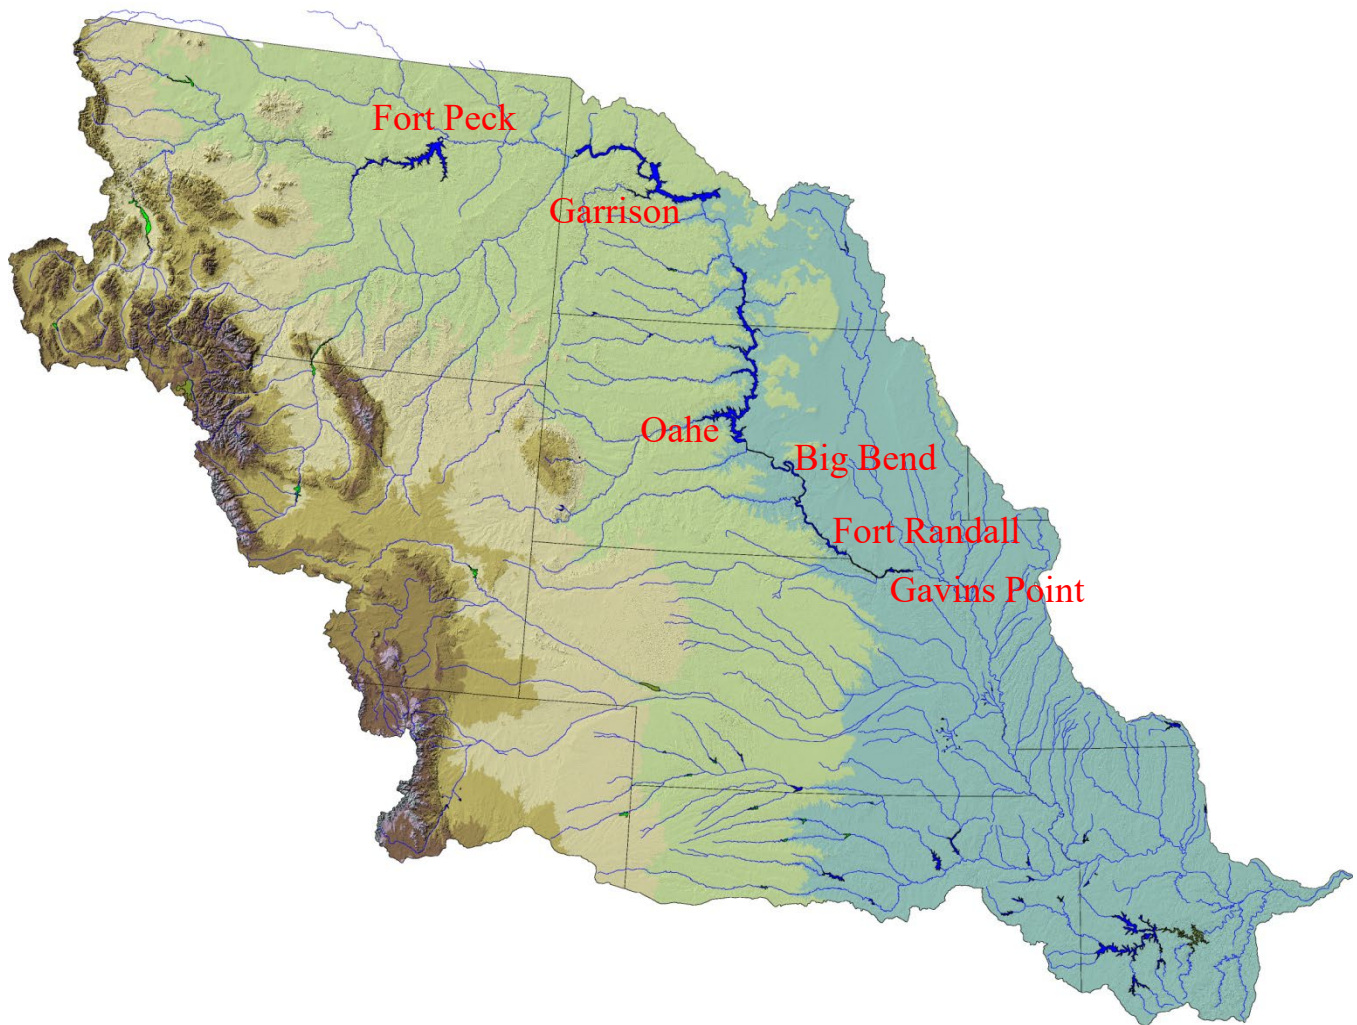 Fort Peck
Garrison
Oahe
Big Bend
Fort Randall
Gavins Point